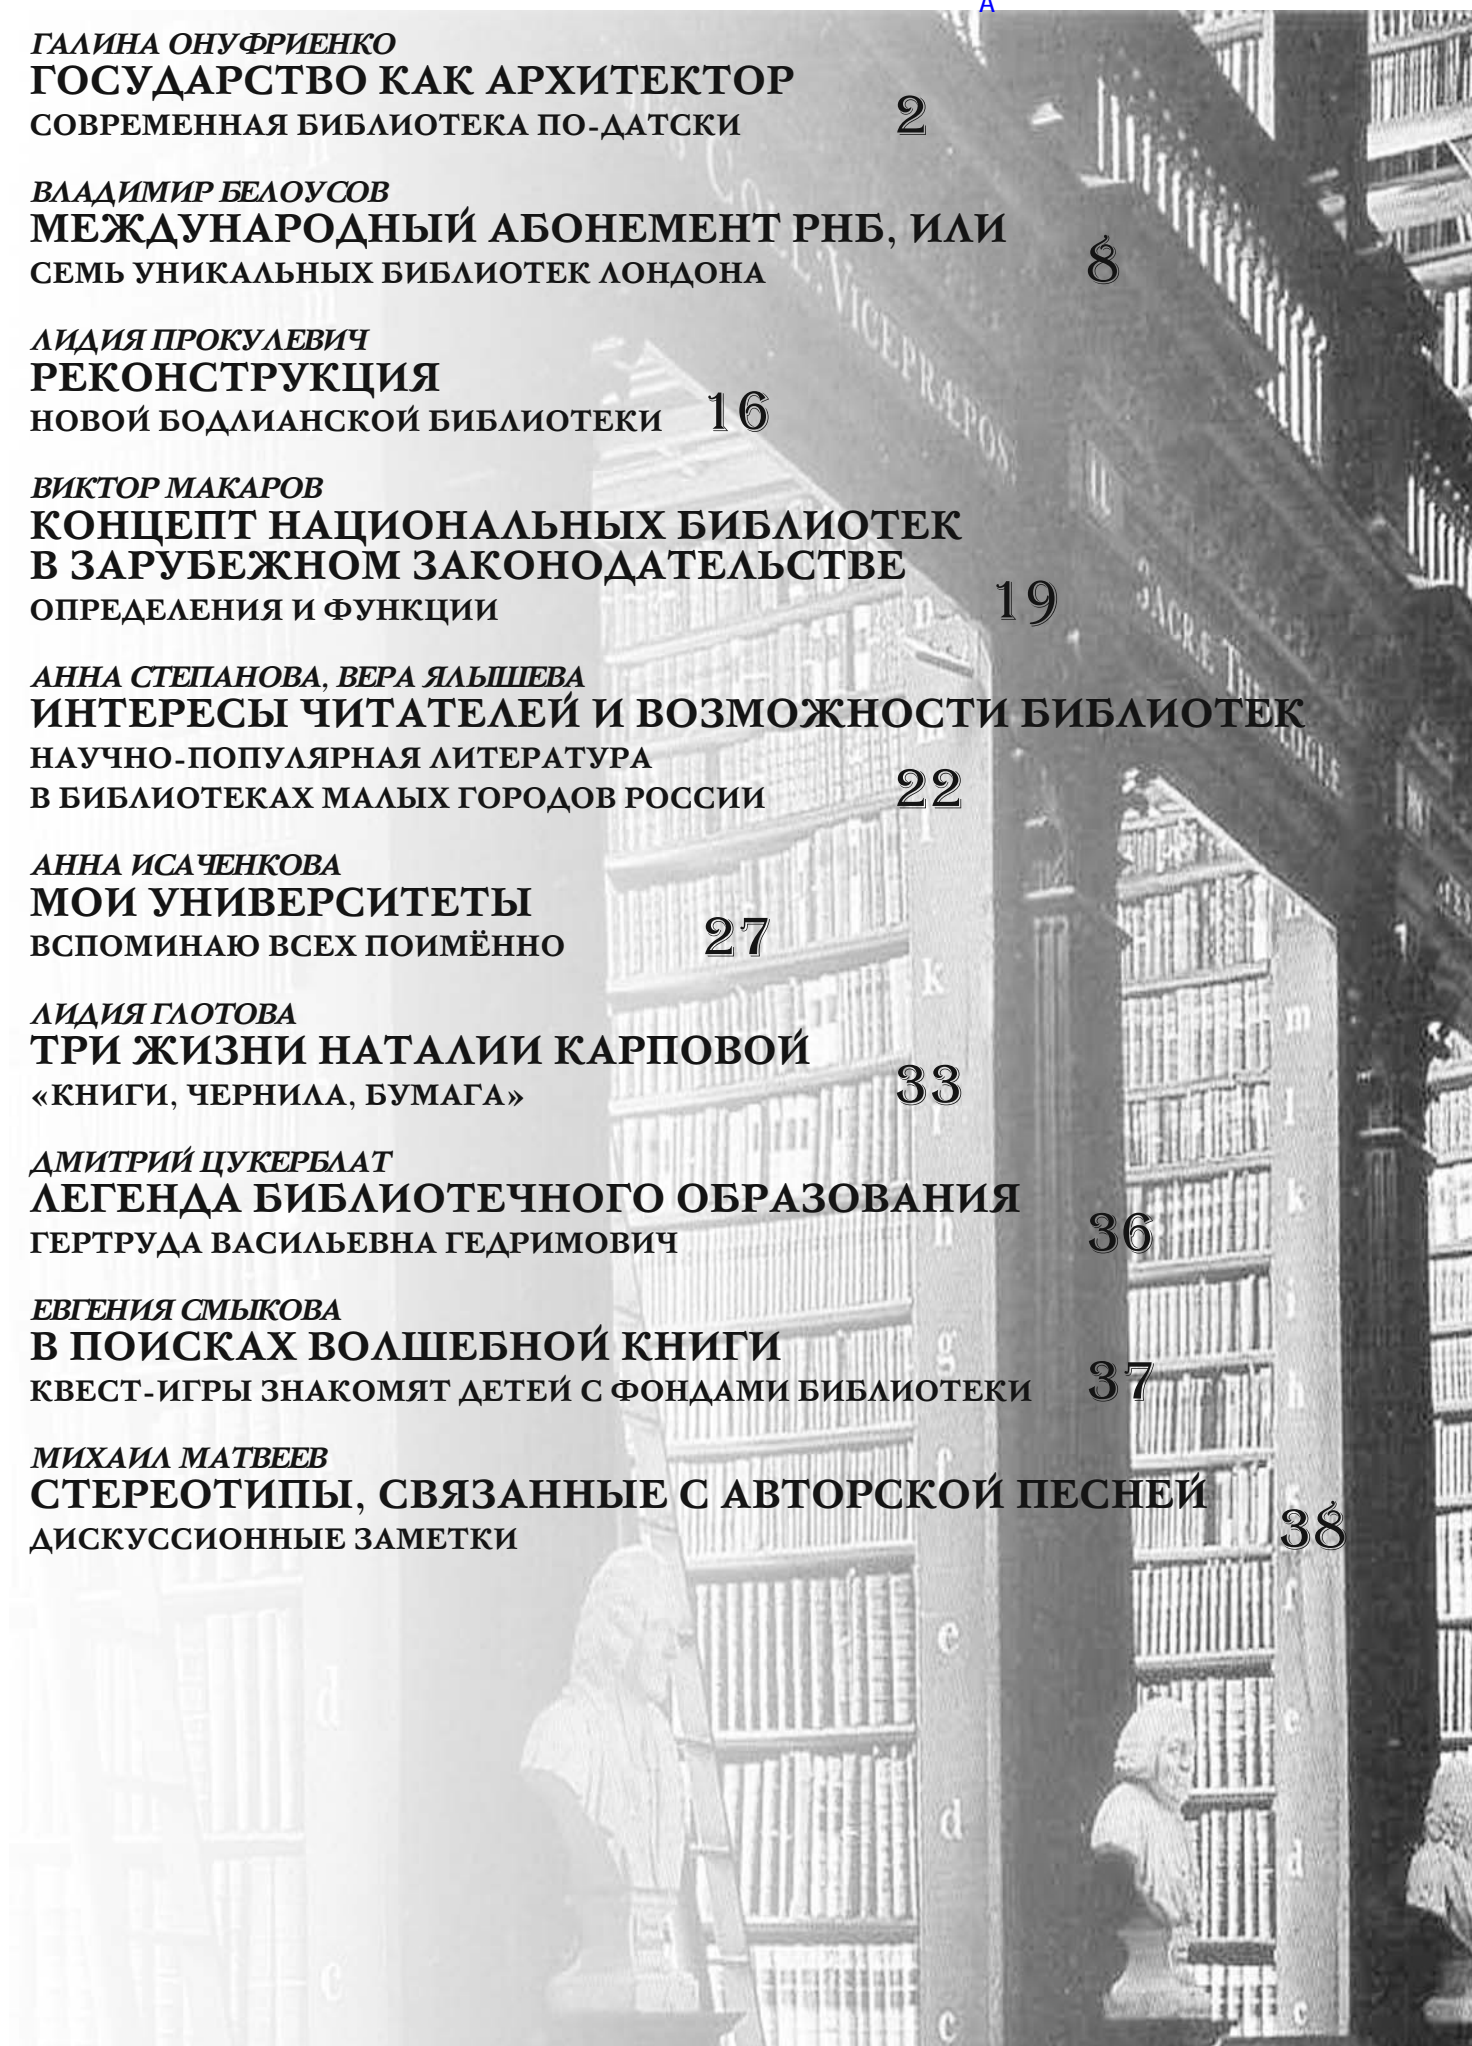 А
ГАЛИНА ОНУФРИЕНКО
ГОСУДАРСТВО КАК АРХИТЕКТОР
СОВРЕМЕННАЯ БИБЛИОТЕКА ПО-ДАТСКИ 2
ВЛАДИМИР БЕЛОУСОВ
МЕЖДУНАРОДНЫЙ АБОНЕМЕНТ РНБ, ИЛИ
СЕМЬ УНИКАЛЬНЫХ БИБЛИОТЕК ЛОНДОНА 8
ЛИДИЯ ПРОКУЛЕВИЧ
РЕКОНСТРУКЦИЯ
НОВОЙ БОДЛИАНСКОЙ БИБЛИОТЕКИ 16
ВИКТОР МАКАРОВ
КОНЦЕПТ НАЦИОНАЛЬНЫХ БИБЛИОТЕК
В ЗАРУБЕЖНОМ ЗАКОНОДАТЕЛЬСТВЕ
ОПРЕДЕЛЕНИЯ И ФУНКЦИИ 19
АННА СТЕПАНОВА, ВЕРА ЯЛЫШЕВА
ИНТЕРЕСЫ ЧИТАТЕЛЕЙ И ВОЗМОЖНОСТИ БИБЛИОТЕК
НАУЧНО-ПОПУЛЯРНАЯ ЛИТЕРАТУРА
В БИБЛИОТЕКАХ МАЛЫХ ГОРОДОВ РОССИИ 22
АННА ИСАЧЕНКОВА
МОИ УНИВЕРСИТЕТЫ
ВСПОМИНАЮ ВСЕХ ПОИМЁННО 27
ЛИДИЯ ГЛОТОВА
ТРИ ЖИЗНИ НАТАЛИИ КАРПОВОЙ
«КНИГИ, ЧЕРНИЛА, БУМАГА» 33
ДМИТРИЙ ЦУКЕРБЛАТ
ЛЕГЕНДА БИБЛИОТЕЧНОГО ОБРАЗОВАНИЯ
ГЕРТРУДА ВАСИЛЬЕВНА ГЕДРИМОВИЧ 36
ЕВГЕНИЯ СМЫКОВА
В ПОИСКАХ ВОЛШЕБНОЙ КНИГИ
КВЕСТ-ИГРЫ ЗНАКОМЯТ ДЕТЕЙ С ФОНДАМИ БИБЛИОТЕКИ 37
МИХАИЛ МАТВЕЕВ
СТЕРЕОТИПЫ, СВЯЗАННЫЕ С АВТОРСКОЙ ПЕСНЕЙ
ДИСКУССИОННЫЕ ЗАМЕТКИ 38